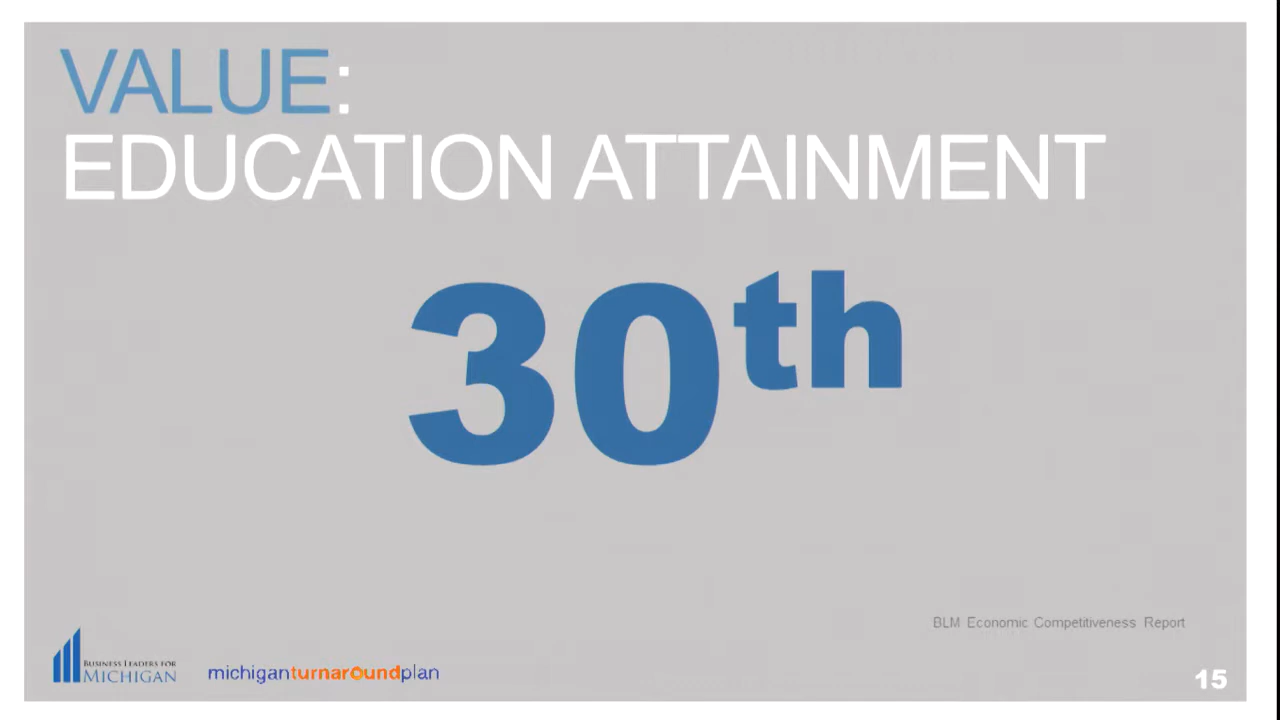 VALUE:
EDUCATION ATTAINMENT
30th
BLM Economic Competitiveness Report
BUSINESS LEADERS FOR
MICHIGAN
michiganturnaroundplan
15